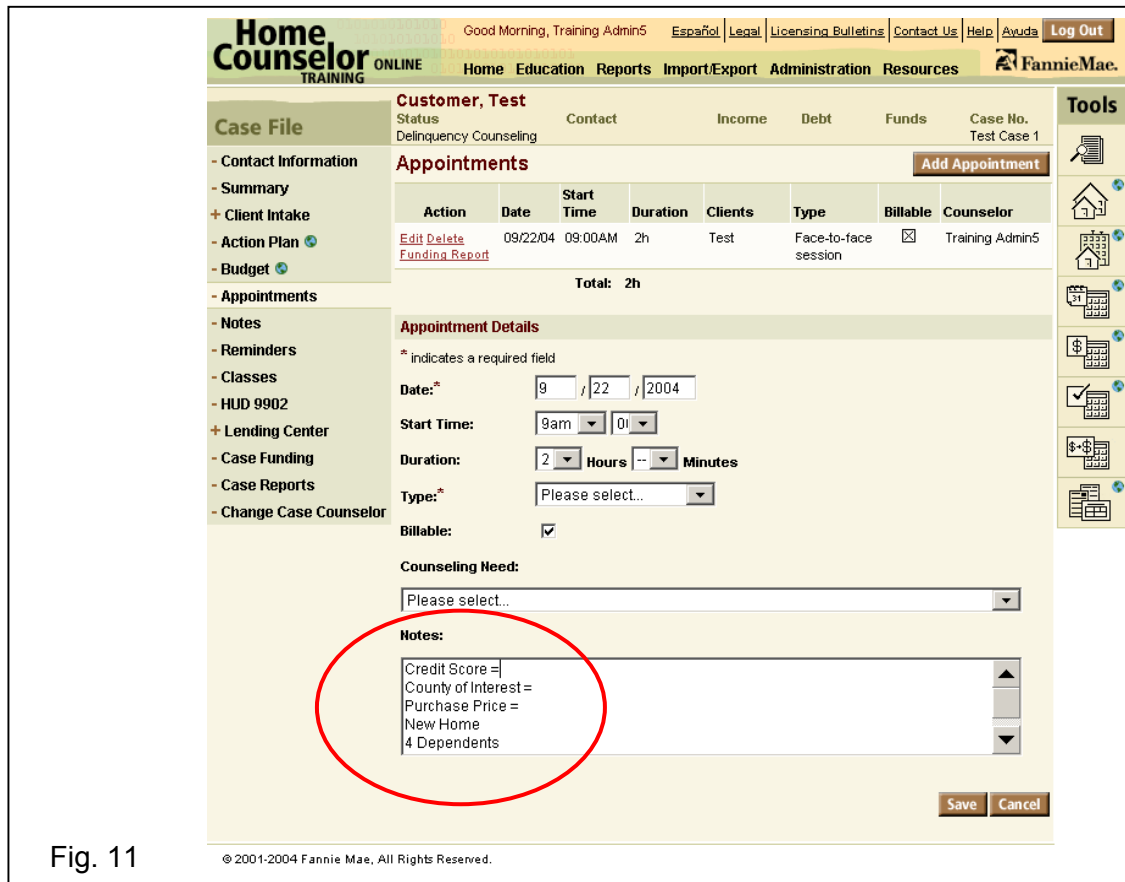 Home
Counselor ONLINE
TRAINING
Good Morning, Training Admin5
Español | Legal | Licensing Bulletins | Contact Us | Help | Ayuda
Log Out
Home Education Reports Import/Export Administration Resources
FannieMae.
Case File
- Contact Information
- Summary
+ Client Intake
- Action Plan
- Budget
- Appointments
- Notes
- Reminders
- Classes
- HUD 9902
+ Lending Center
- Case Funding
- Case Reports
- Change Case Counselor
Customer, Test
Status Contact Income Debt Funds Case No.
Delinquency Counseling Test Case 1
Appointments
Add Appointment
Action Date Start Time Duration Clients Type Billable Counselor
Edit Delete 09/22/04 09:00AM 2h Test Face-to-face Training Admin5
Funding Report session
Total: 2h
Appointment Details
* indicates a required field
Date:* 9 / 22 / 2004
Start Time: 9am
Duration: 2 Hours -- Minutes
Type:* Please select...
Billable:
Counseling Need:
Please select...
Notes:
Credit Score =
County of Interest =
Purchase Price =
New Home
4 Dependents
Save Cancel
Tools
31
$
$ $
Fig. 11
© 2001-2004 Fannie Mae, All Rights Reserved.